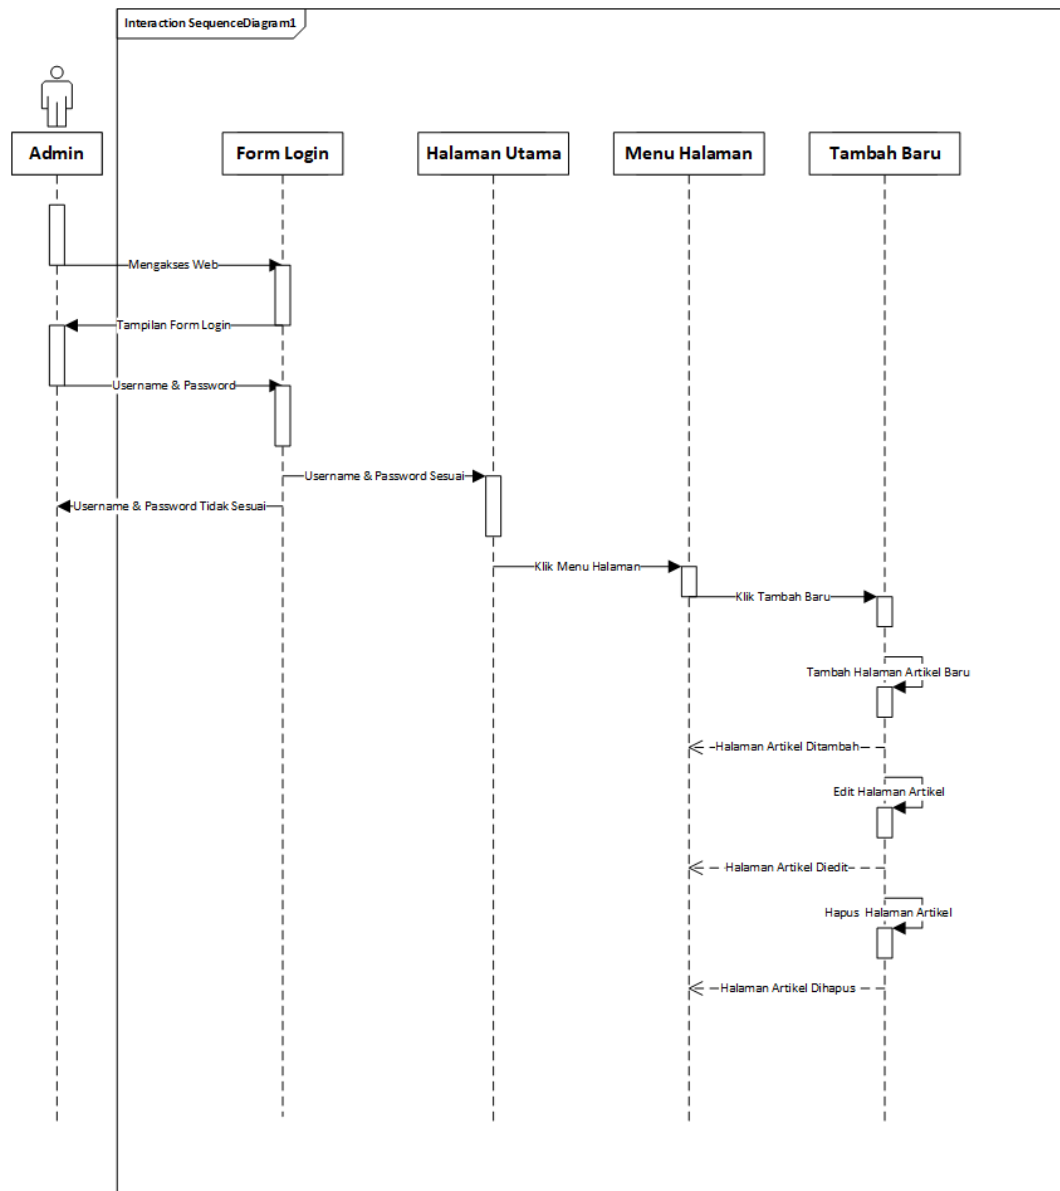 Interaction SequenceDiagram1
Admin
Form Login
Halaman Utama
Menu Halaman
Tambah Baru
Mengakses Web
Tampilan Form Login
Username & Password
Username & Password Sesuai
Username & Password Tidak Sesuai
Klik Menu Halaman
Klik Tambah Baru
Tambah Halaman Artikel Baru
Halaman Artikel Ditambah
Edit Halaman Artikel
Halaman Artikel Diedit
Hapus Halaman Artikel
Halaman Artikel Dihapus